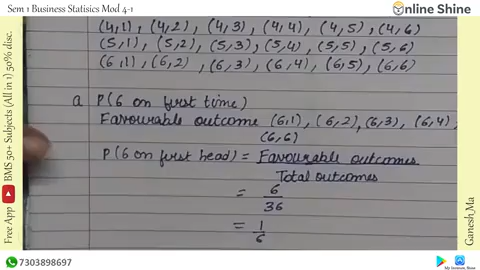 Sem 1 Business Statisics Mod 4-1
Online Shine
(4,1), (4,2), (4,3), (4,4), (4,5), (4,6)
(5,1), (5,2), (5,3), (5,4), (5,5), (5,6)
(6,1), (6,2), (6,3), (6,4), (6,5), (6,6)
a P(6 on first time)
Favourable outcome (6,1), (6,2), (6,3), (6,4),
(6,6)
P(6 on first head) = Favourable outcomes
Total outcomes
= 6
36
= 1
6
Free App BMS 50+ Subjects (All in 1) 50% disc.
Ganesh_Ma
7303898697